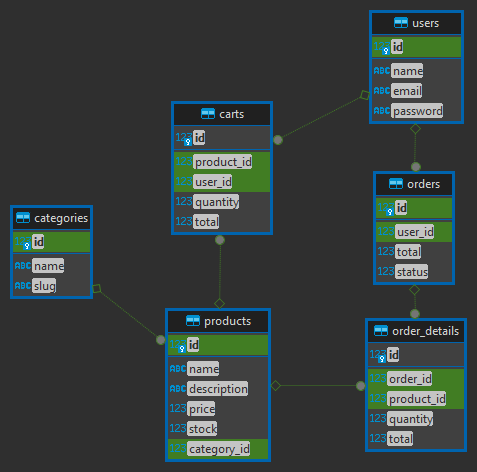 users
123 id
ABC name
ABC email
ABC password
carts
123 id
123 product_id
123 user_id
123 quantity
123 total
orders
123 id
123 user_id
123 total
123 status
categories
123 id
ABC name
ABC slug
products
123 id
ABC name
ABC description
123 price
123 stock
123 category_id
order_details
123 id
123 order_id
123 product_id
123 quantity
123 total